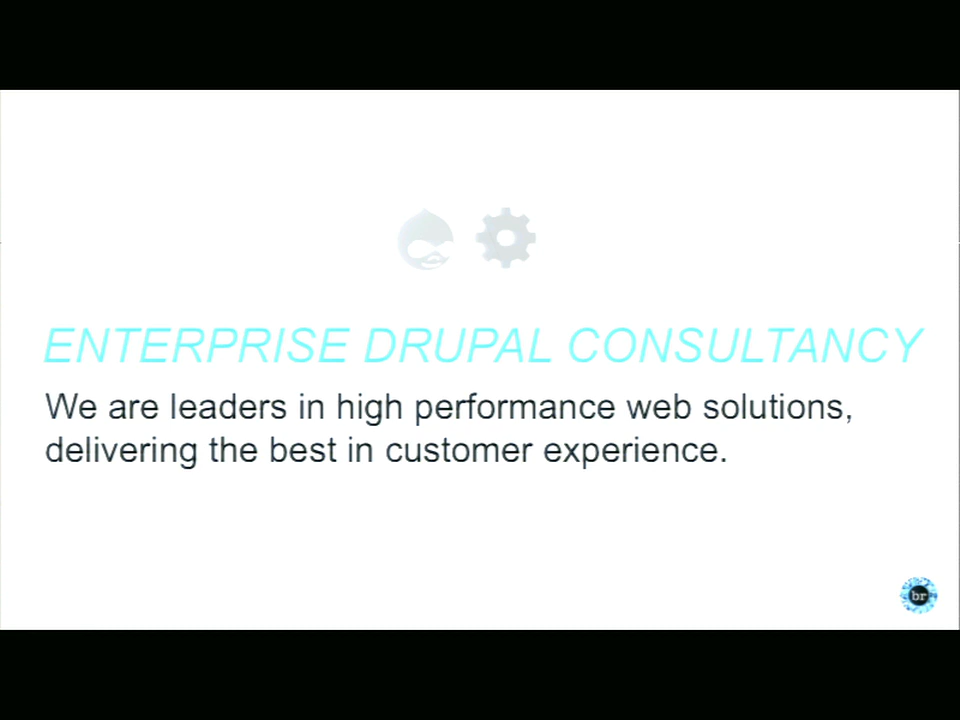 ENTERPRISE DRUPAL CONSULTANCY
We are leaders in high performance web solutions,
delivering the best in customer experience.
br